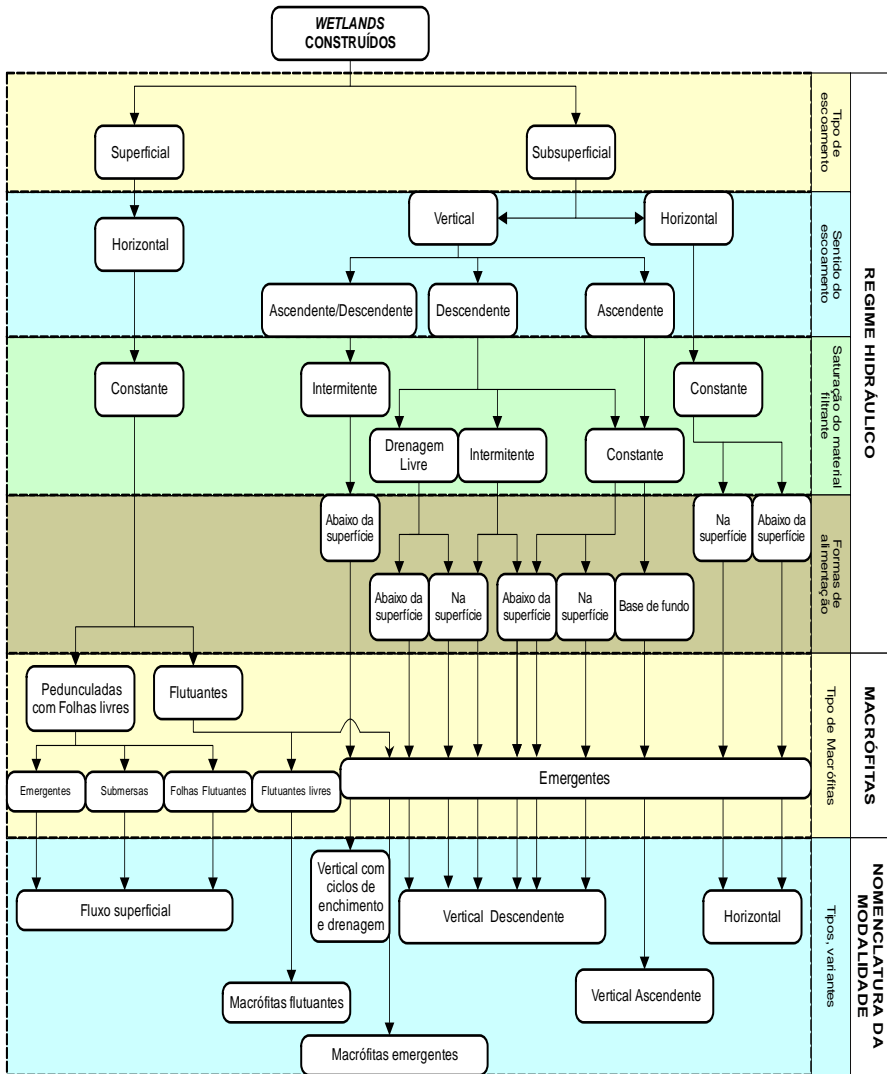 WETLANDS
CONSTRUÍDOS
Superficial
Subsuperficial
Tipo de
escoamento
Horizontal
Vertical
Horizontal
Ascendente/Descendente
Descendente
Ascendente
Sentido do
escoamento
REGIME HIDRÁULICO
Constante
Intermitente
Constante
Drenagem
Livre
Intermitente
Constante
Saturação do material
filtrante
Abaixo da
superfície
Na
superfície
Abaixo da
superfície
Abaixo da
superfície
Na
superfície
Abaixo da
superfície
Na
superfície
Base de fundo
Formas de
alimentação
Pedunculadas
com Folhas livres
Flutuantes
Emergentes
Submersas
Folhas Flutuantes
Flutuantes livres
Emergentes
Tipo de Macrófitas
MACRÓFITAS
Fluxo superficial
Vertical com
ciclos de
enchimento
e drenagem
Vertical Descendente
Horizontal
Macrófitas flutuantes
Vertical Ascendente
Macrófitas emergentes
Tipos, variantes
NOMENCLATURA DA
MODALIDADE